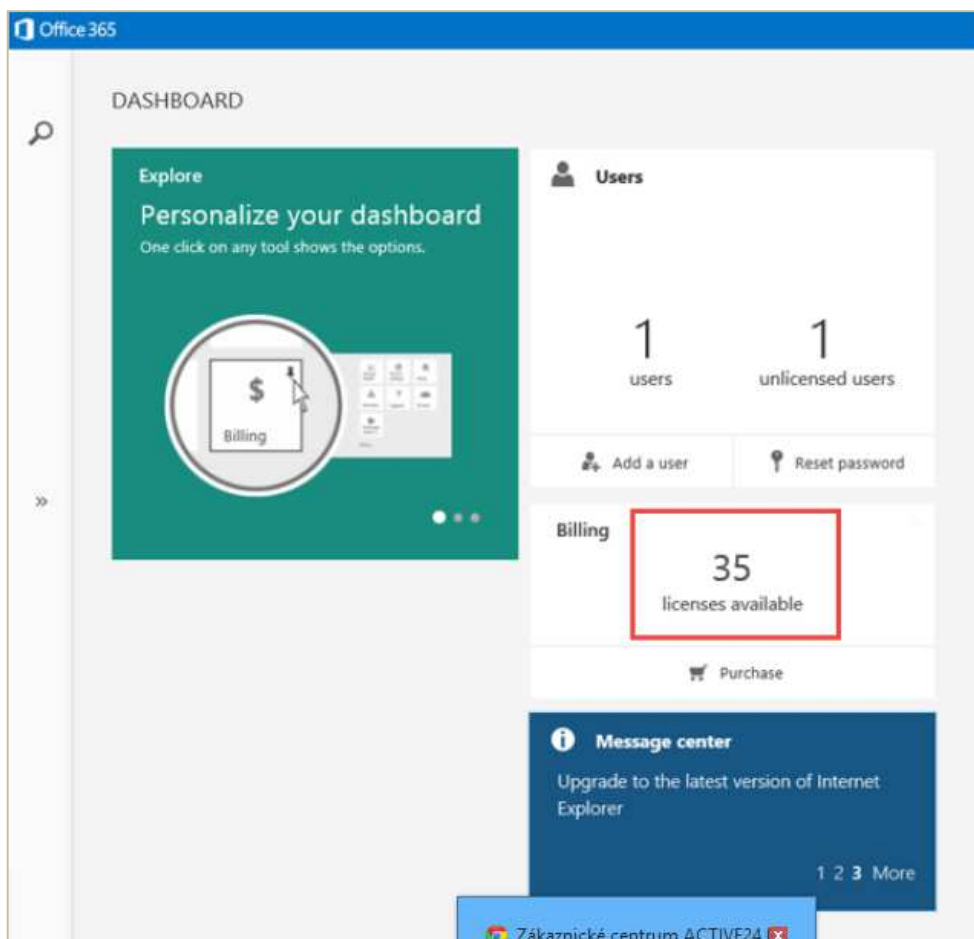 Office 365
DASHBOARD
Explore
Personalize your dashboard
One click on any tool shows the options.
$
Billing
Users
1
users
1
unlicensed users
Add a user
Reset password
»
Billing
35
licenses available
Purchase
Message center
Upgrade to the latest version of Internet
Explorer
1 2 3 More
Zákaznické centrum ACTIVE24